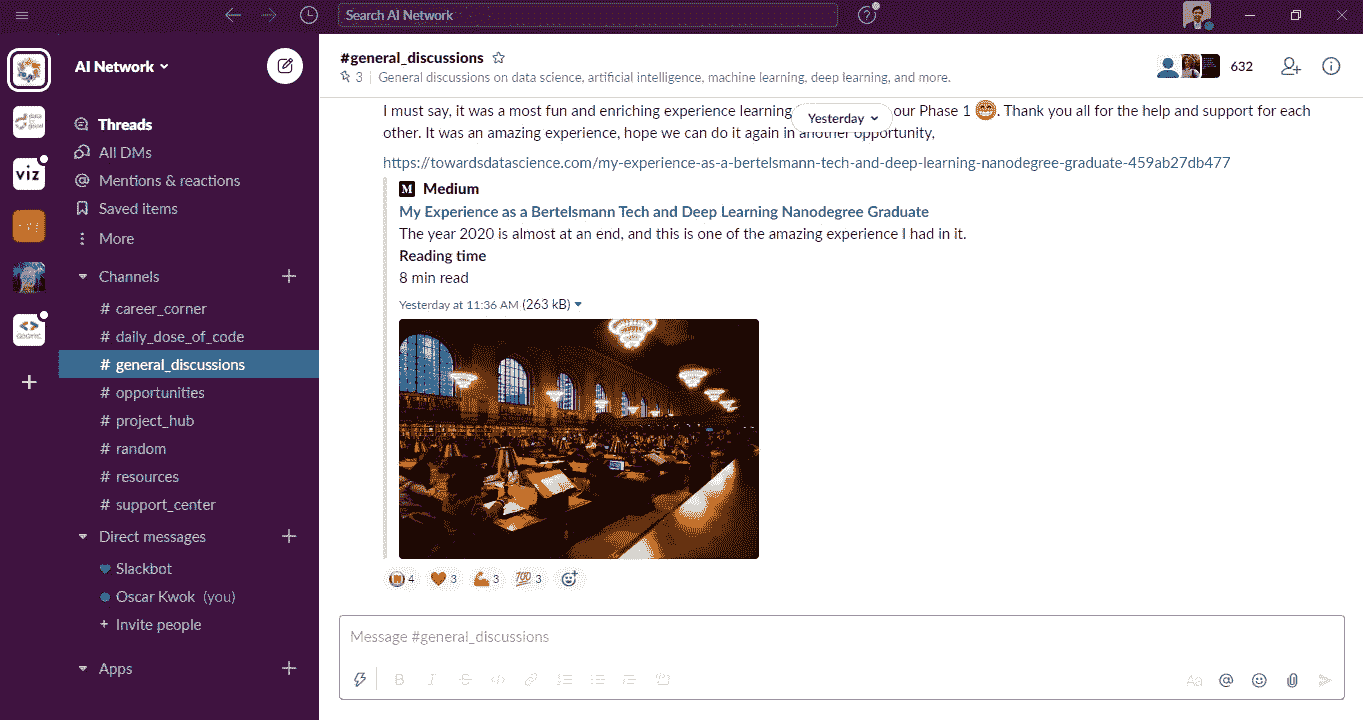 Search AI Network
?
AI Network
Threads
All DMs
@ Mentions & reactions
Saved items
More
Channels
# career_corner
# daily_dose_of_code
# general_discussions
# opportunities
# project_hub
# random
# resources
# support_center
Direct messages
Slackbot
Oscar Kwok (you)
+ Invite people
Apps
viz
#general_discussions
3 | General discussions on data science, artificial intelligence, machine learning, deep learning, and more.
632
Yesterday
I must say, it was a most fun and enriching experience learning our Phase 1 . Thank you all for the help and support for each
other. It was an amazing experience, hope we can do it again in another opportunity,
https://towardsdatascience.com/my-experience-as-a-bertelsmann-tech-and-deep-learning-nanodegree-graduate-459ab27db477
M Medium
My Experience as a Bertelsmann Tech and Deep Learning Nanodegree Graduate
The year 2020 is almost at an end, and this is one of the amazing experience I had in it.
Reading time
8 min read
Yesterday at 11:36 AM (263 kB)
4 3 3 100 3
Message #general_discussions
B I S Aa @